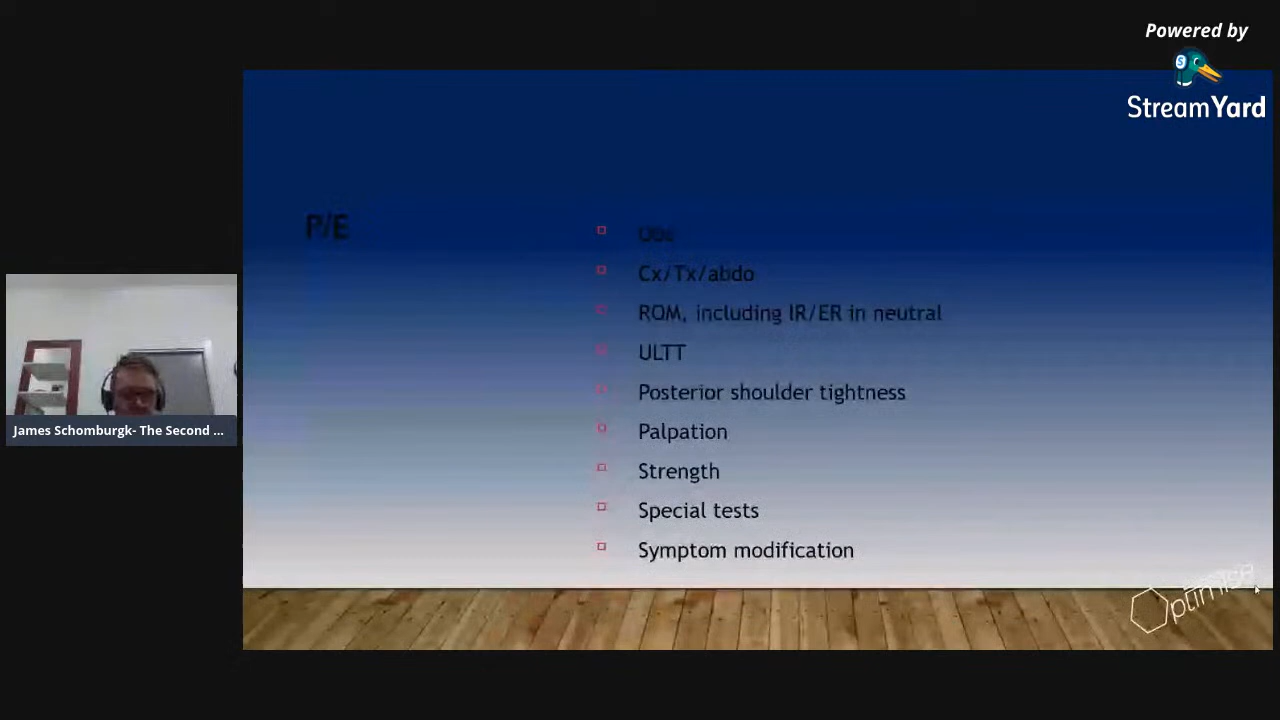 Powered by
StreamYard
P/E
Obs
Cx/Tx/abdo
ROM, including IR/ER in neutral
ULTT
Posterior shoulder tightness
Palpation
Strength
Special tests
Symptom modification
James Schomburgk- The Second ...
Optimise